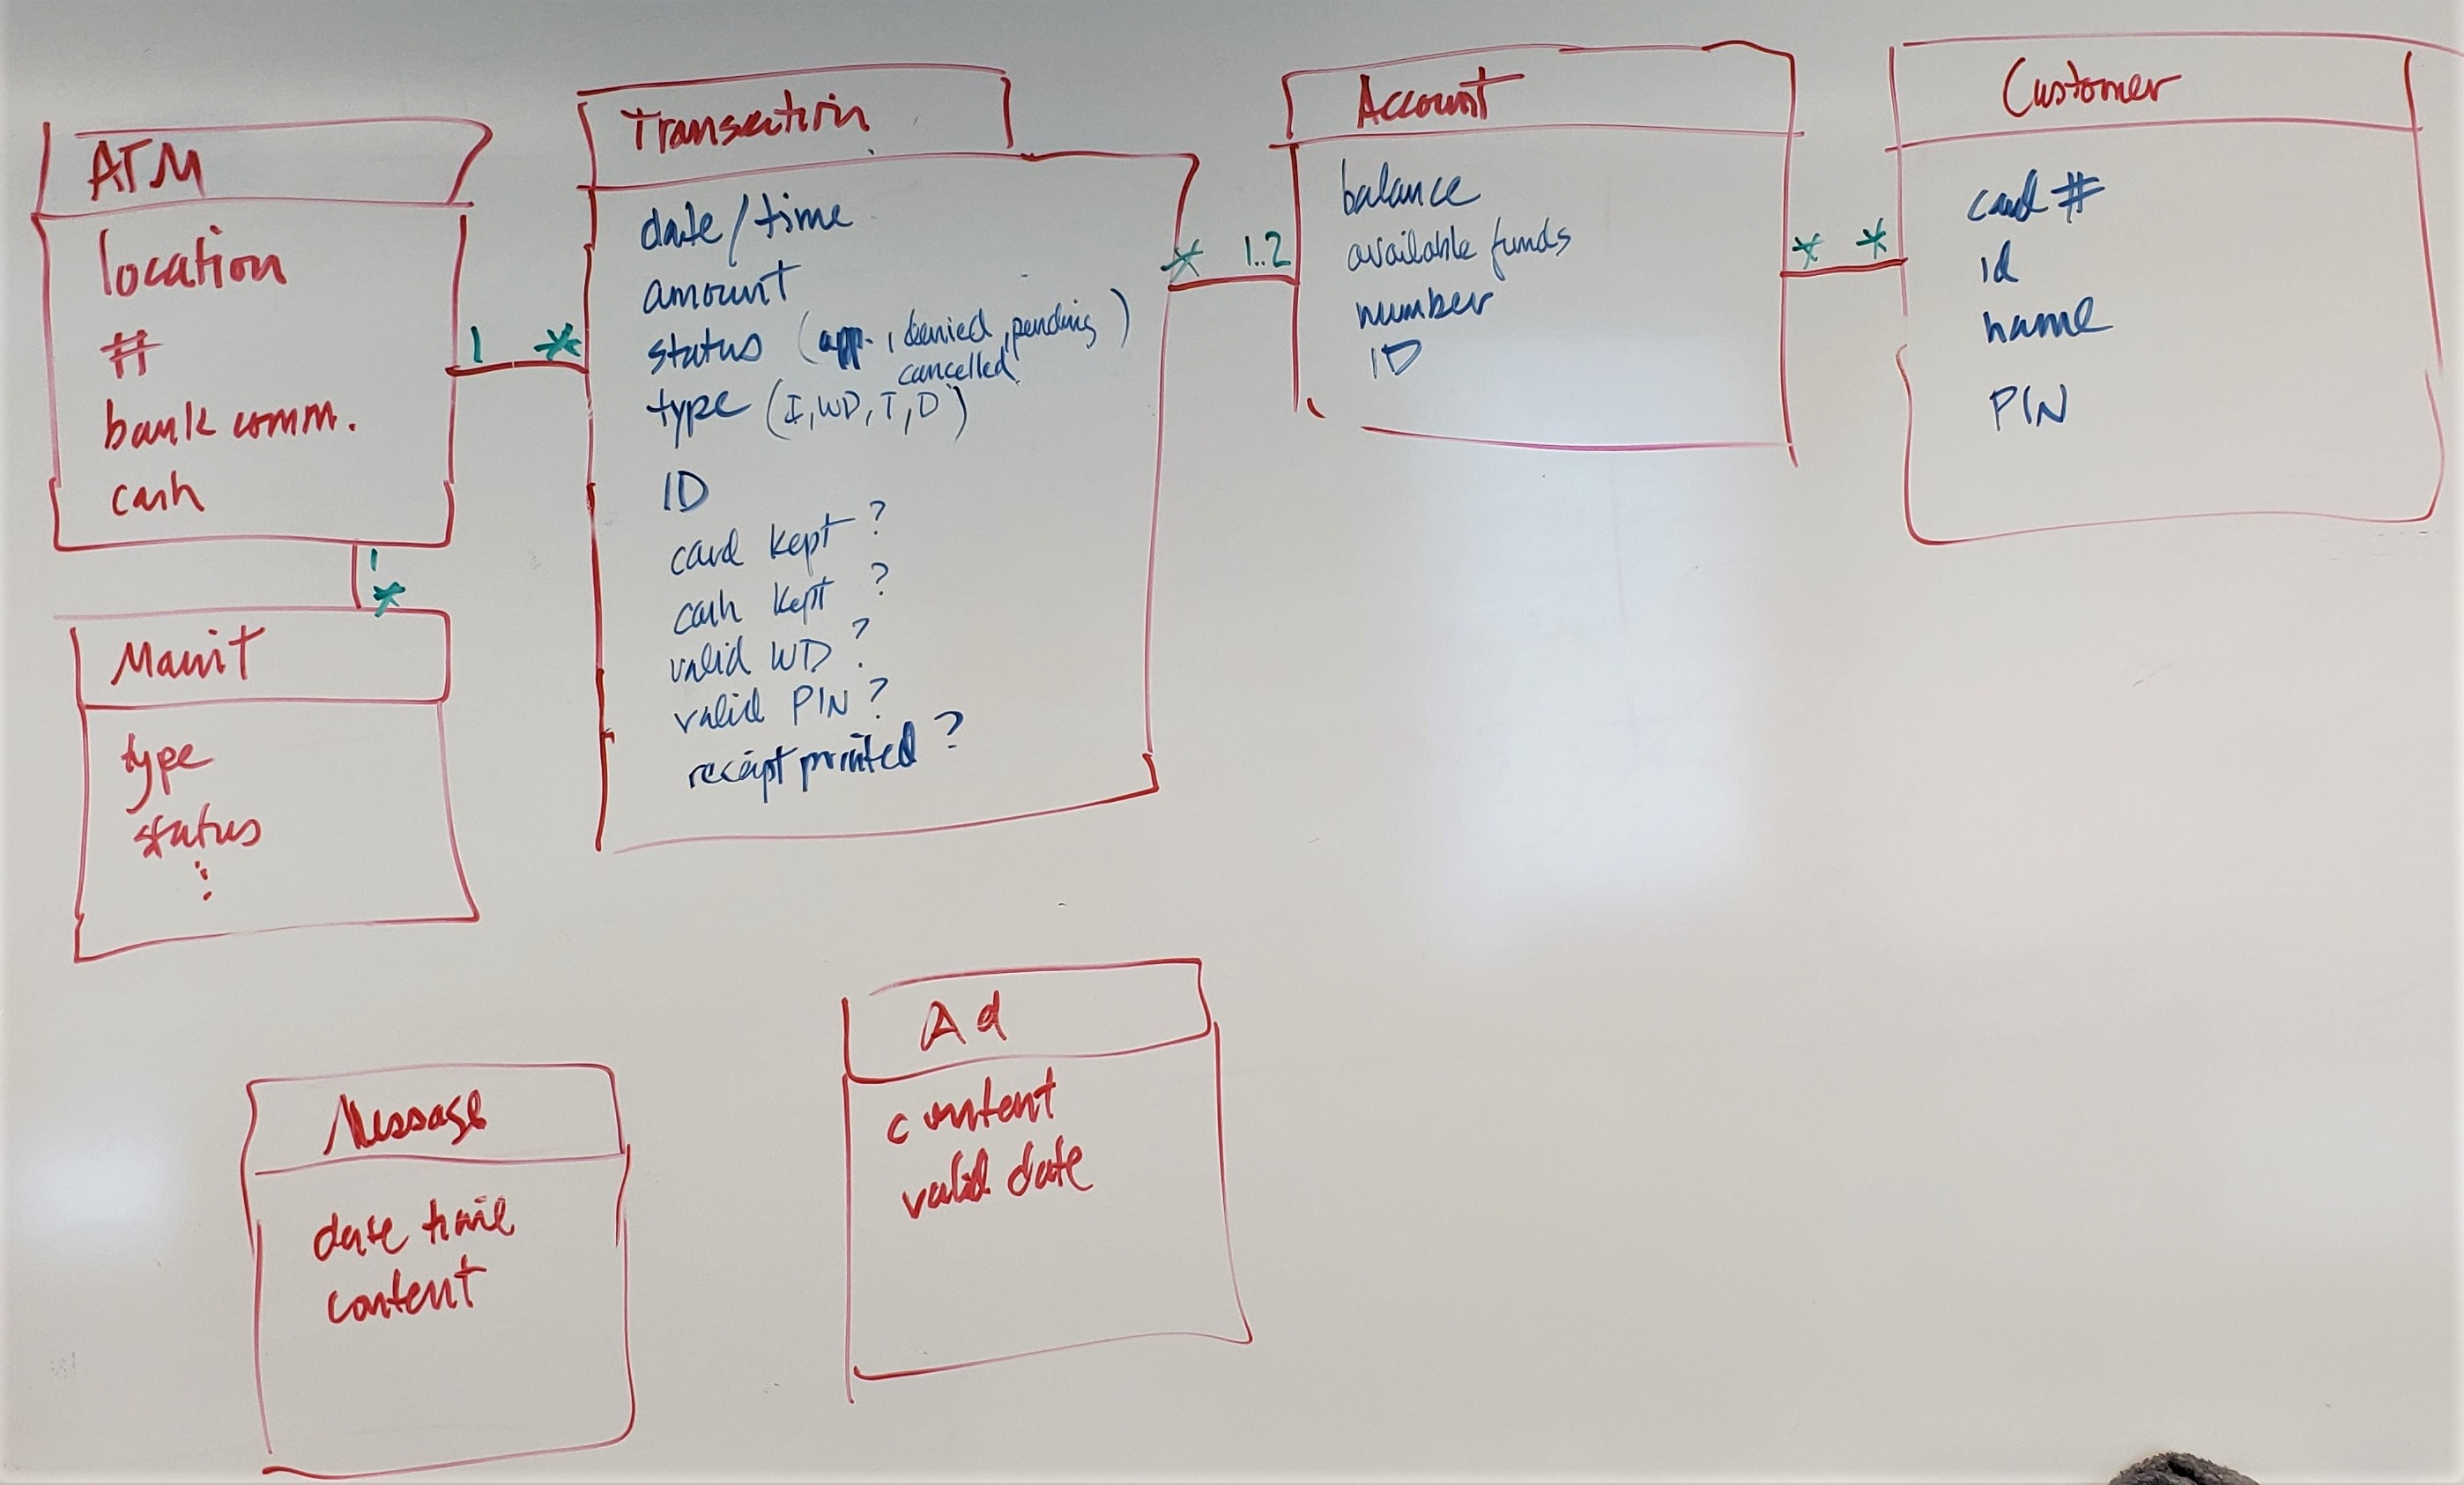 ATM
location
#
bank comm.
cash
1 *
1
*
Maint
type
status
⋮
Transaction
date/time
amount
status (app., denied, pending
cancelled)
type (I, WD, T, D)
ID
card kept?
cash kept?
valid WD?
valid PIN?
receipt printed?
* 1..2
Account
balance
available funds
number
ID
* *
Customer
card #
id
name
PIN
Message
date time
content
Ad
content
valid date